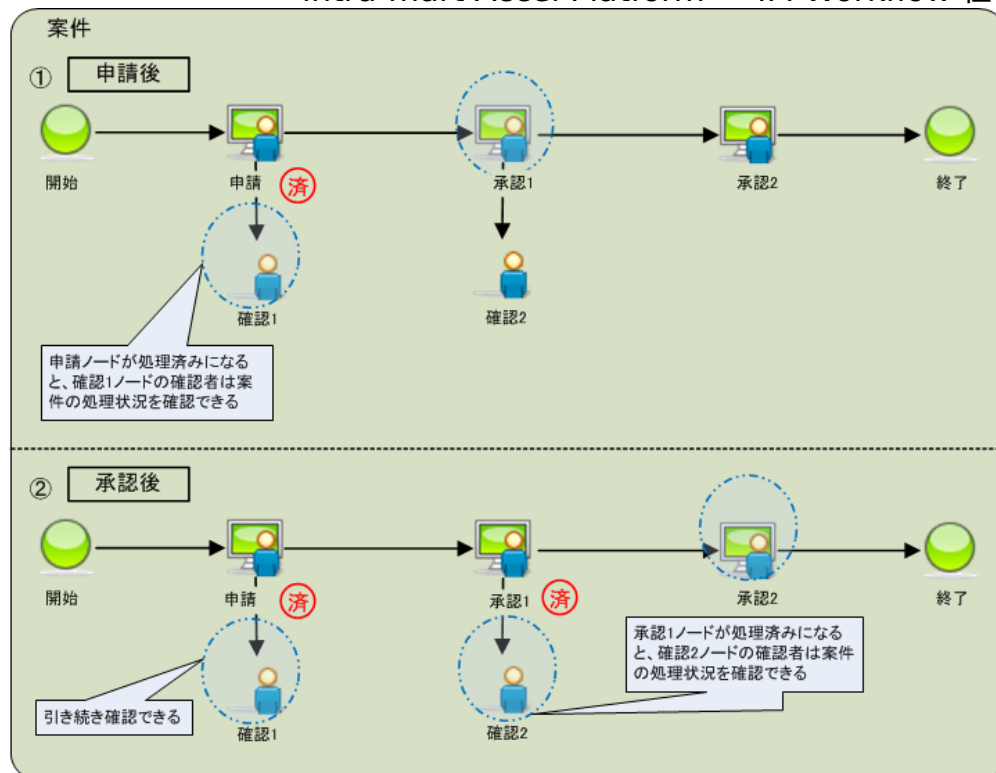 案件
① 申請後
開始 申請 済 承認1 承認2 終了
確認1 確認2
申請ノードが処理済みになる
と、確認1ノードの確認者は案
件の処理状況を確認できる
② 承認後
開始 申請 済 承認1 済 承認2 終了
承認1ノードが処理済みになる
と、確認2ノードの確認者は案件
の処理状況を確認できる
引き続き確認できる
確認1 確認2